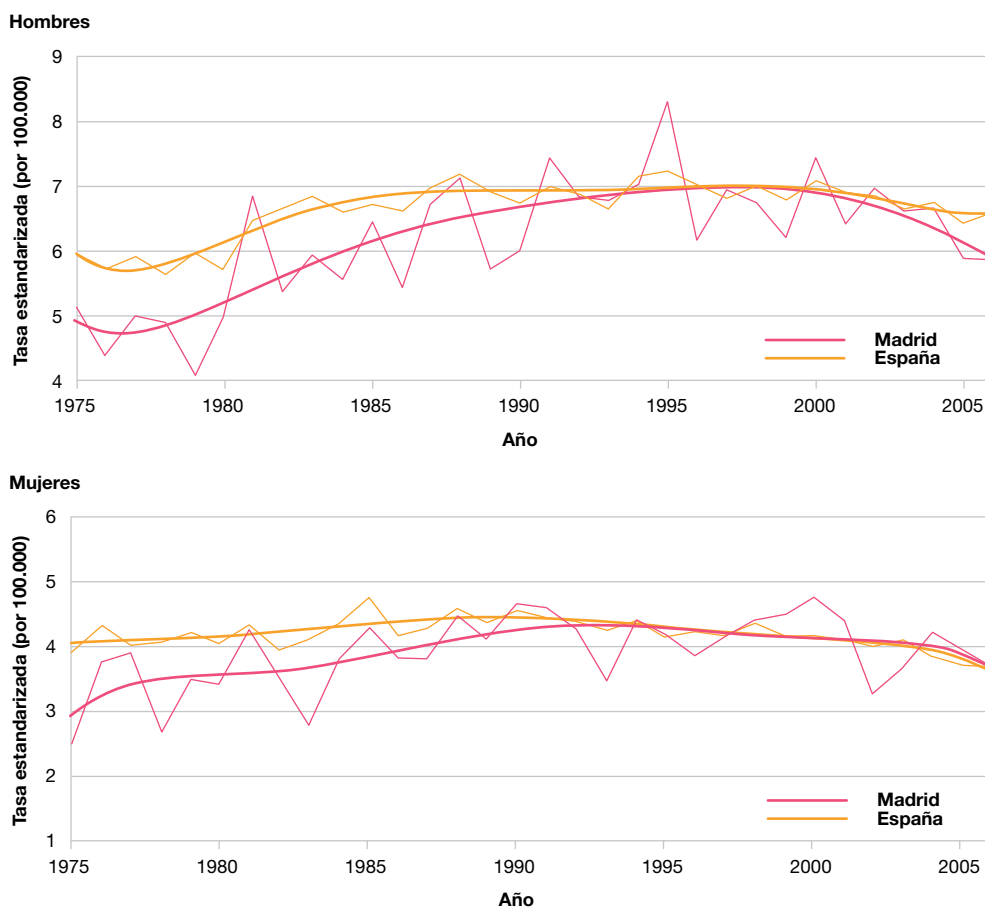 Hombres
Tasa estandarizada (por 100.000)
9
8
7
6
5
4
Madrid
España
1975 1980 1985 1990 1995 2000 2005
Año
Mujeres
Tasa estandarizada (por 100.000)
6
5
4
3
2
1
Madrid
España
1975 1980 1985 1990 1995 2000 2005
Año